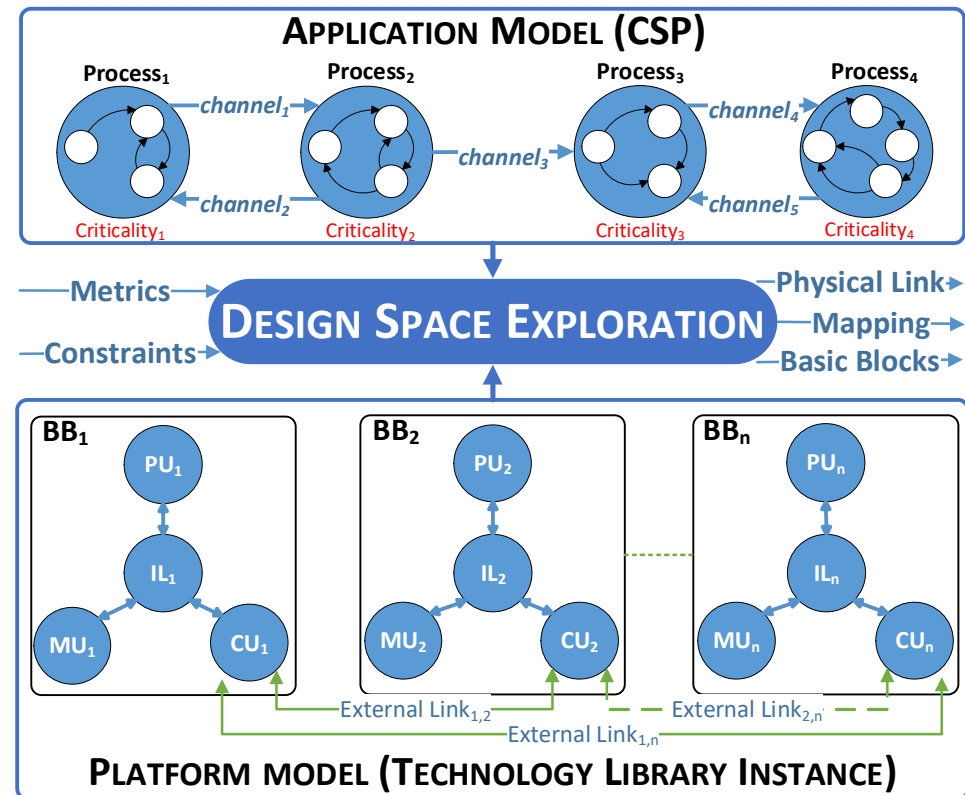 APPLICATION MODEL (CSP)
Process₁ Process₂ Process₃ Process₄
channel₁ channel₄
channel₃
channel₂ channel₅
Criticality₁ Criticality₂ Criticality₃ Criticality₄
Metrics
Constraints
DESIGN SPACE EXPLORATION
Physical Link
Mapping
Basic Blocks
BB₁ BB₂ BBₙ
PU₁ PU₂ PUₙ
IL₁ IL₂ ILₙ
MU₁ CU₁ MU₂ CU₂ MUₙ CUₙ
External Link₁,₂ External Link₂,ₙ
External Link₁,ₙ
PLATFORM MODEL (TECHNOLOGY LIBRARY INSTANCE)